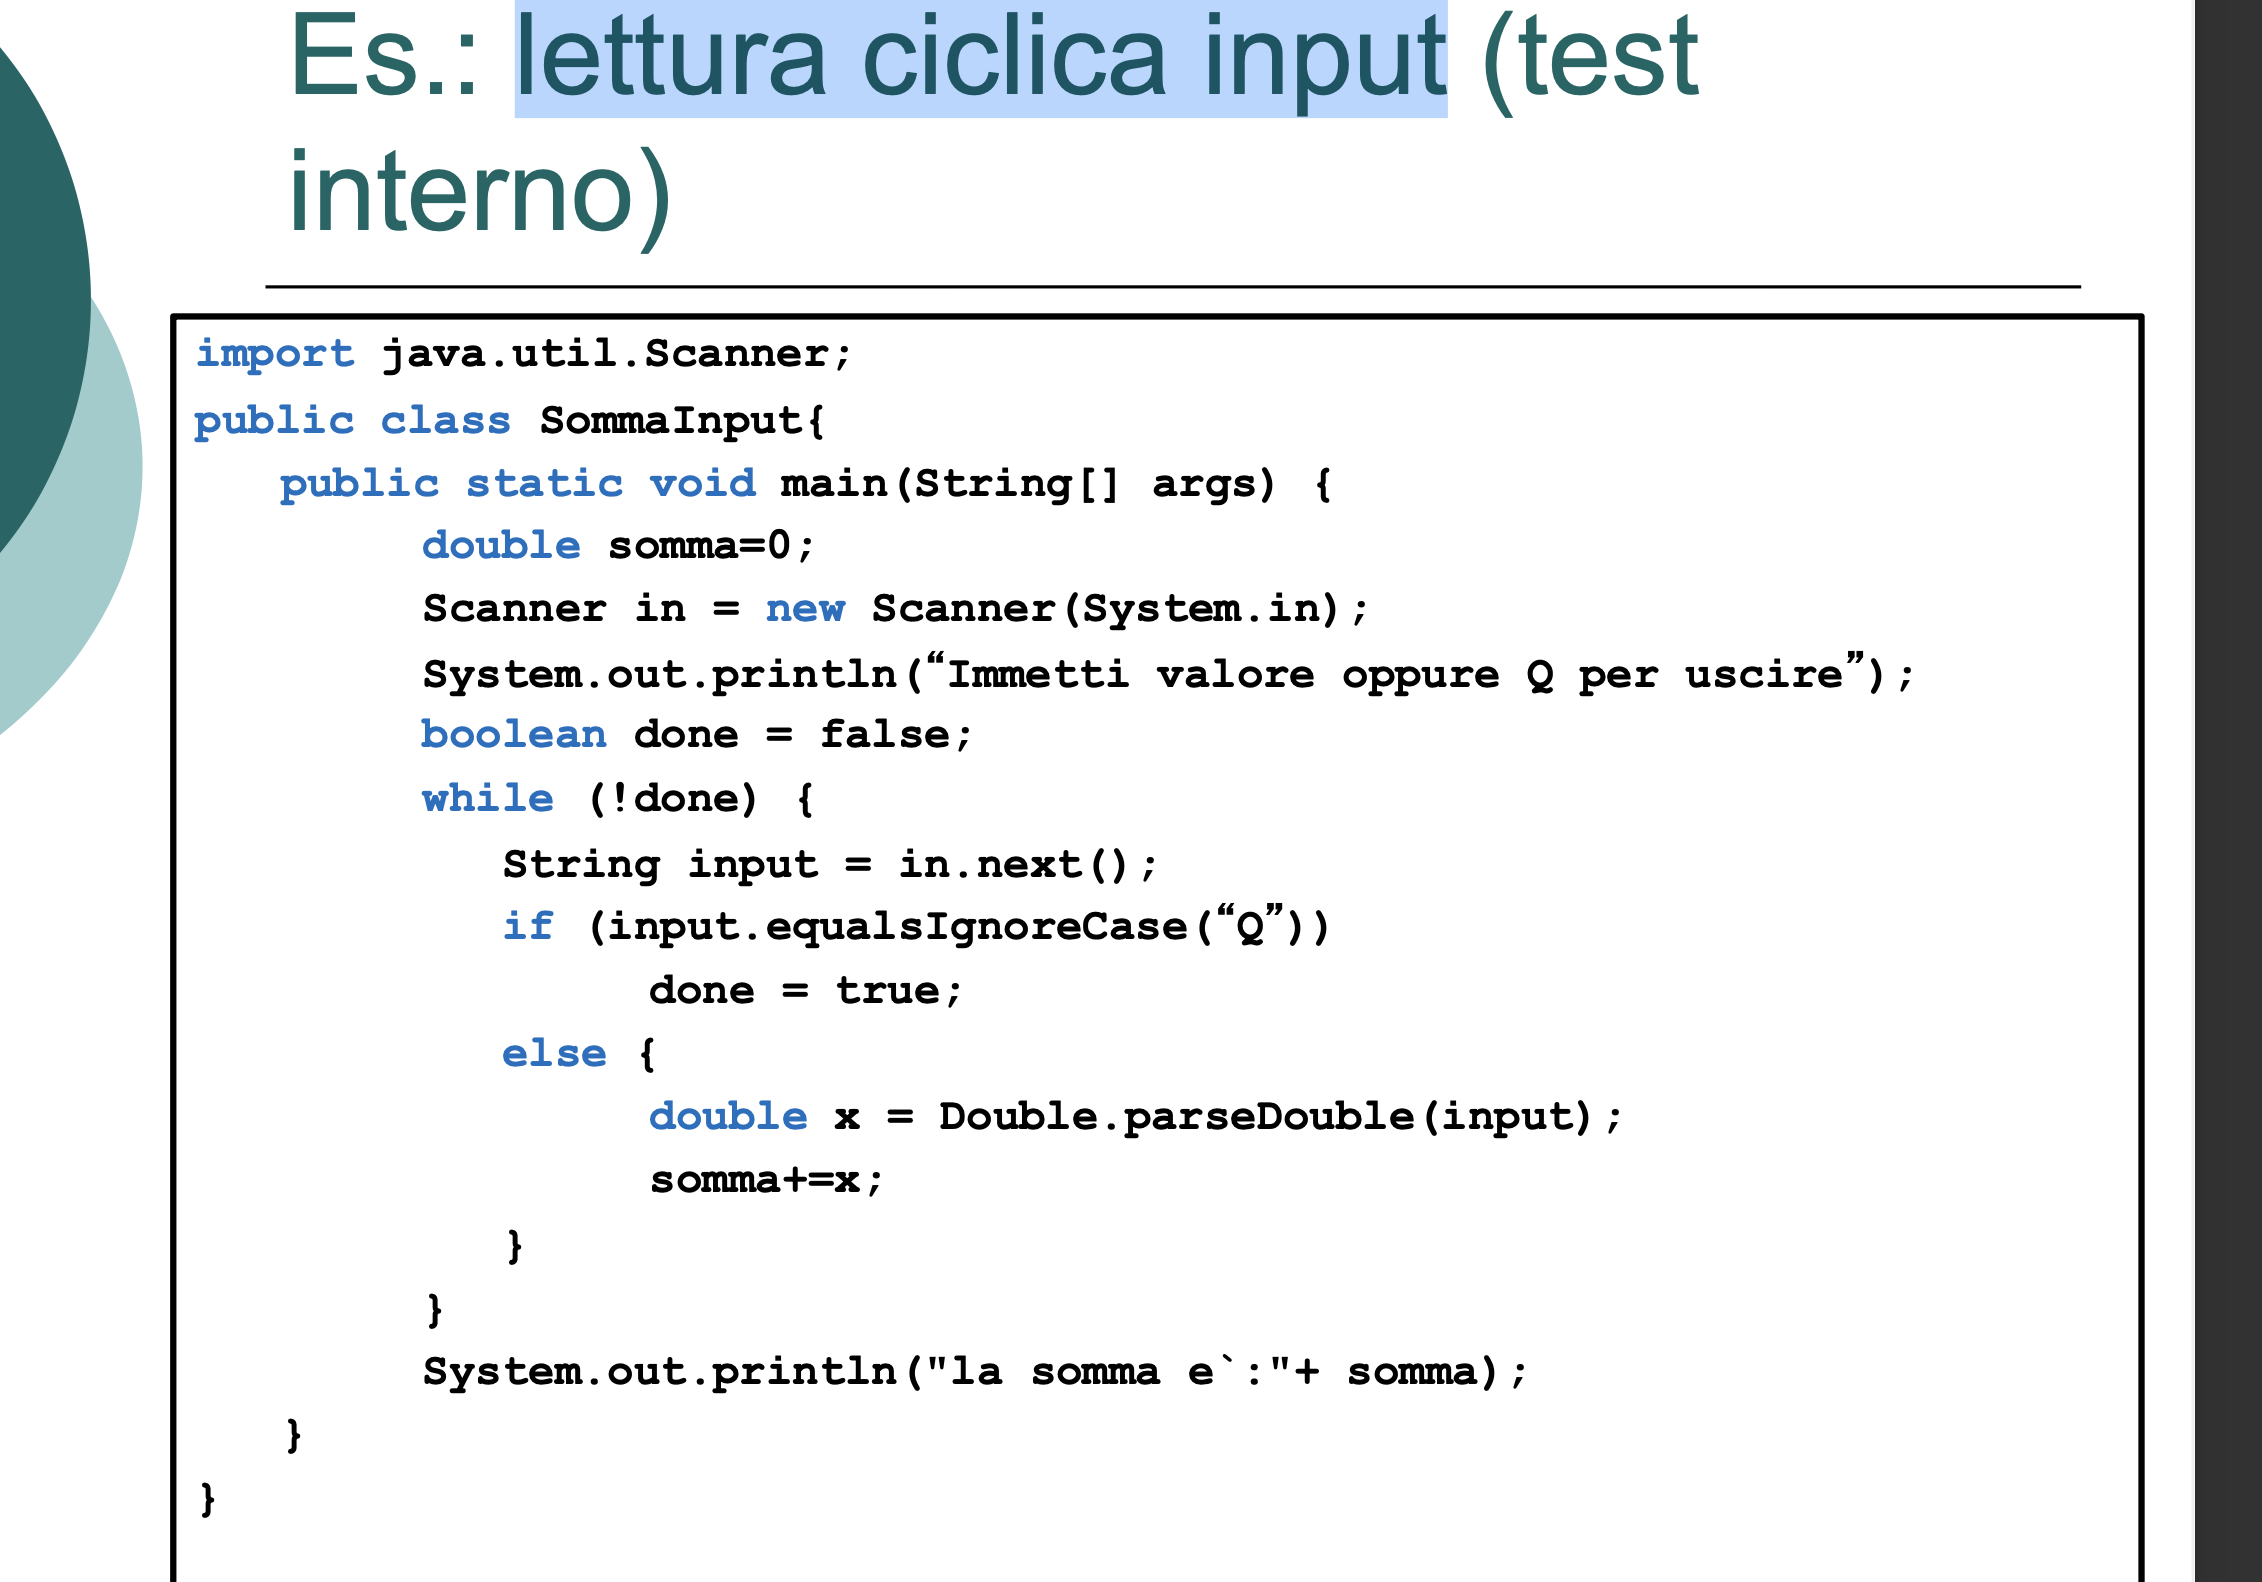 Es.: lettura ciclica input (test
interno)
import java.util.Scanner;
public class SommaInput{
public static void main(String[] args) {
double somma=0;
Scanner in = new Scanner(System.in);
System.out.println(“Immetti valore oppure Q per uscire”);
boolean done = false;
while (!done) {
String input = in.next();
if (input.equalsIgnoreCase(“Q”))
done = true;
else {
double x = Double.parseDouble(input);
somma+=x;
}
}
System.out.println("la somma e`:"+ somma);
}
}